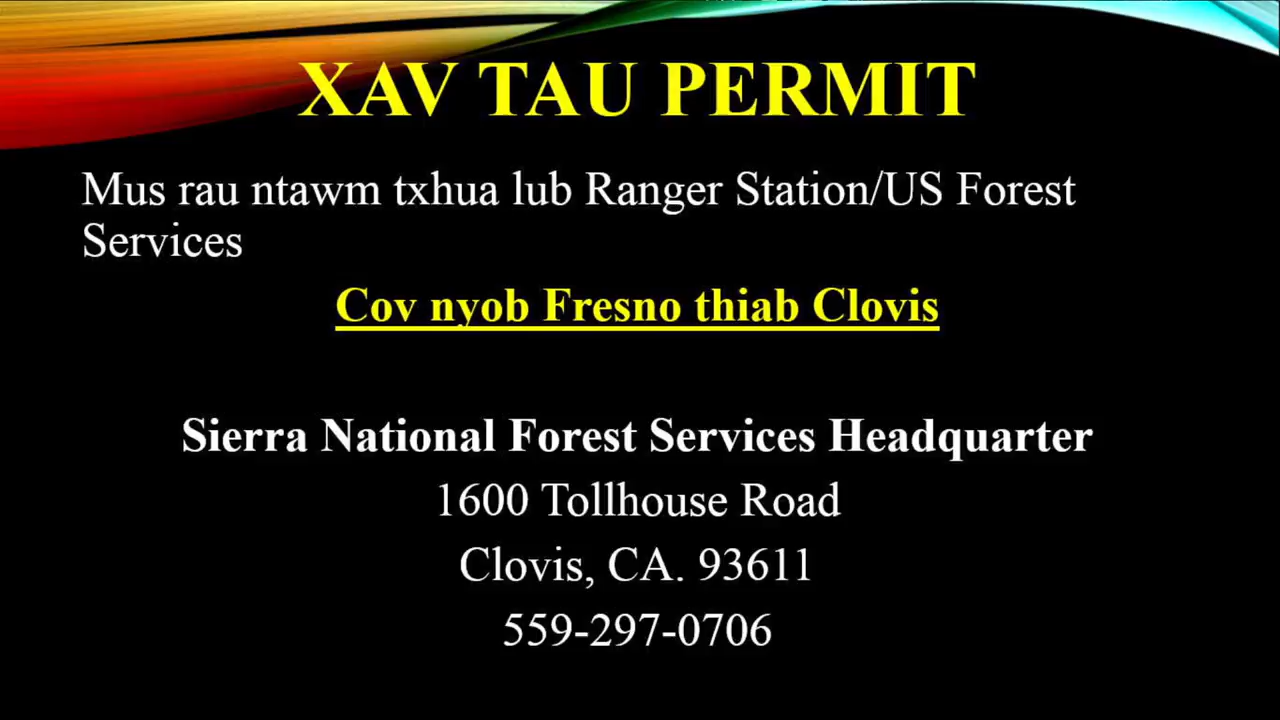 XAV TAU PERMIT
Mus rau ntawm txhua lub Ranger Station/US Forest
Services
Cov nyob Fresno thiab Clovis
Sierra National Forest Services Headquarter
1600 Tollhouse Road
Clovis, CA. 93611
559-297-0706